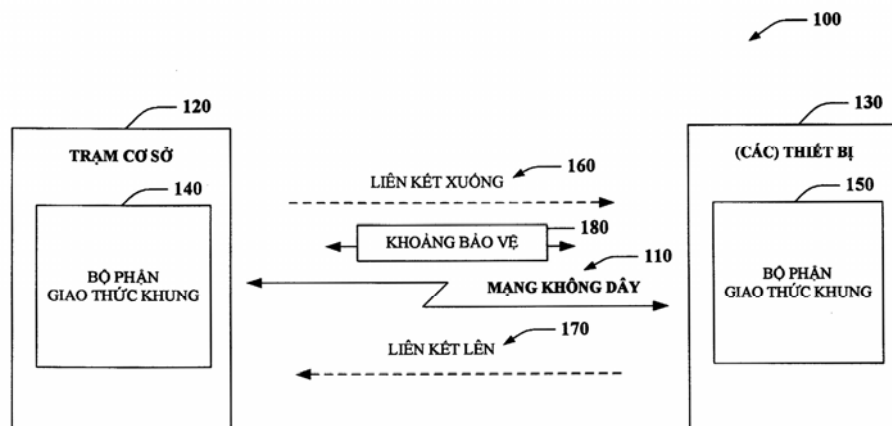 100
120
130
TRẠM CƠ SỞ
(CÁC) THIẾT BỊ
140
LIÊN KẾT XUỐNG
160
150
180
KHOẢNG BẢO VỆ
110
BỘ PHẬN
GIAO THỨC KHUNG
MẠNG KHÔNG DÂY
BỘ PHẬN
GIAO THỨC KHUNG
170
LIÊN KẾT LÊN